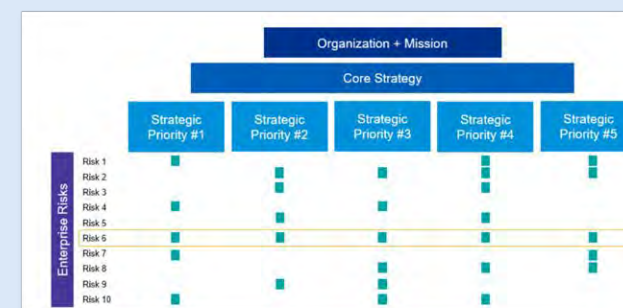 Organization + Mission
Core Strategy
Strategic Priority #1
Strategic Priority #2
Strategic Priority #3
Strategic Priority #4
Strategic Priority #5
Enterprise Risks
Risk 1
Risk 2
Risk 3
Risk 4
Risk 5
Risk 6
Risk 7
Risk 8
Risk 9
Risk 10